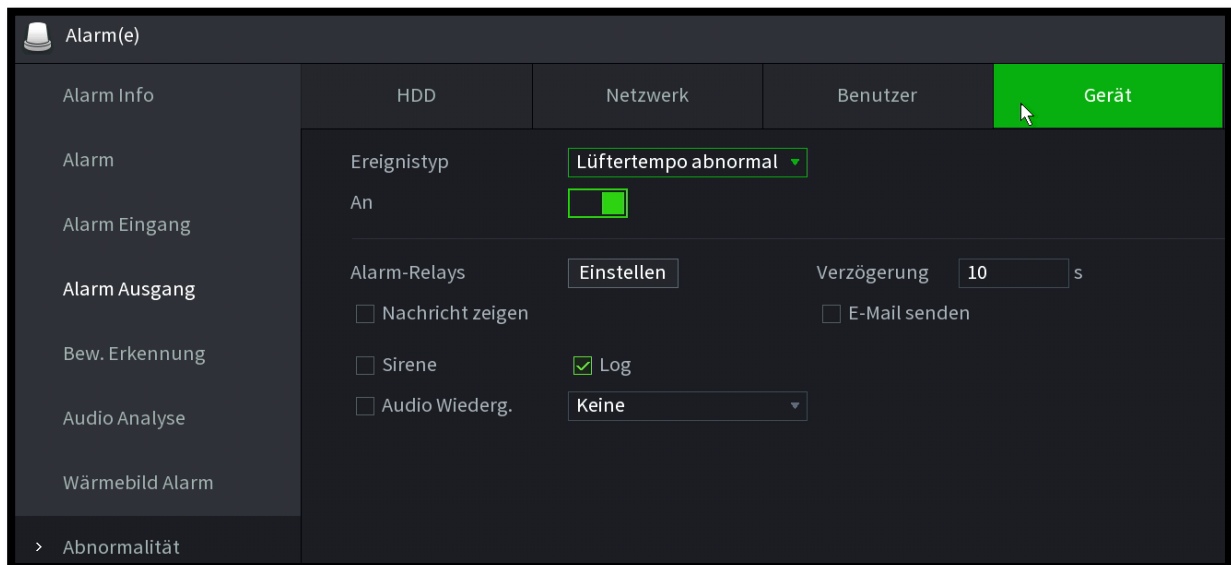 Alarm(e)
Alarm Info
Alarm
Alarm Eingang
Alarm Ausgang
Bew. Erkennung
Audio Analyse
Wärmebild Alarm
> Abnormalität
HDD Netzwerk Benutzer Gerät
Ereignistyp Lüftertempo abnormal
An
Alarm-Relays Einstellen Verzögerung 10 s
Nachricht zeigen E-Mail senden
Sirene Log
Audio Wiederg. Keine